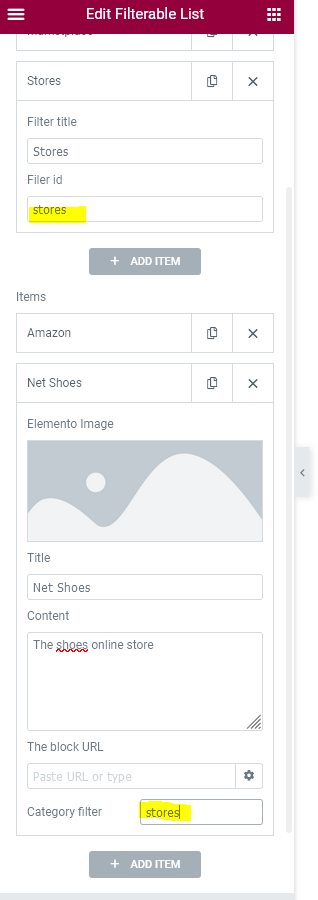 Edit Filterable List
Stores
Filter title
Stores
Filer id
stores
ADD ITEM
Items
Amazon
Net Shoes
Elemento Image
Title
Net Shoes
Content
The shoes online store
The block URL
Paste URL or type
Category filter
stores
ADD ITEM